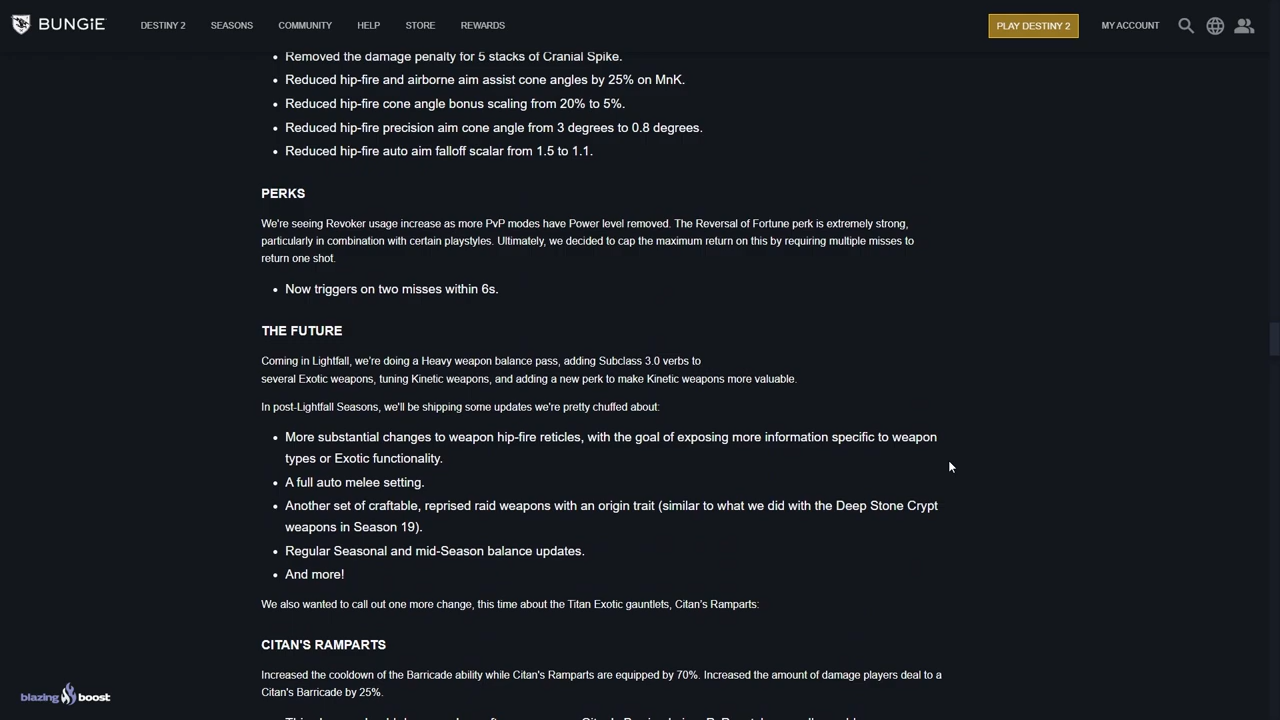 BUNGiE
DESTINY 2
SEASONS
COMMUNITY
HELP
STORE
REWARDS
PLAY DESTINY 2
MY ACCOUNT
• Removed the damage penalty for 5 stacks of Cranial Spike.
• Reduced hip-fire and airborne aim assist cone angles by 25% on MnK.
• Reduced hip-fire cone angle bonus scaling from 20% to 5%.
• Reduced hip-fire precision aim cone angle from 3 degrees to 0.8 degrees.
• Reduced hip-fire auto aim falloff scalar from 1.5 to 1.1.
PERKS
We're seeing Revoker usage increase as more PvP modes have Power level removed. The Reversal of Fortune perk is extremely strong,
particularly in combination with certain playstyles. Ultimately, we decided to cap the maximum return on this by requiring multiple misses to
return one shot.
• Now triggers on two misses within 6s.
THE FUTURE
Coming in Lightfall, we're doing a Heavy weapon balance pass, adding Subclass 3.0 verbs to
several Exotic weapons, tuning Kinetic weapons, and adding a new perk to make Kinetic weapons more valuable.
In post-Lightfall Seasons, we'll be shipping some updates we're pretty chuffed about:
• More substantial changes to weapon hip-fire reticles, with the goal of exposing more information specific to weapon
types or Exotic functionality.
• A full auto melee setting.
• Another set of craftable, reprised raid weapons with an origin trait (similar to what we did with the Deep Stone Crypt
weapons in Season 19).
• Regular Seasonal and mid-Season balance updates.
• And more!
We also wanted to call out one more change, this time about the Titan Exotic gauntlets, Citan's Ramparts:
CITAN'S RAMPARTS
Increased the cooldown of the Barricade ability while Citan's Ramparts are equipped by 70%. Increased the amount of damage players deal to a
Citan's Barricade by 25%.
blazing boost